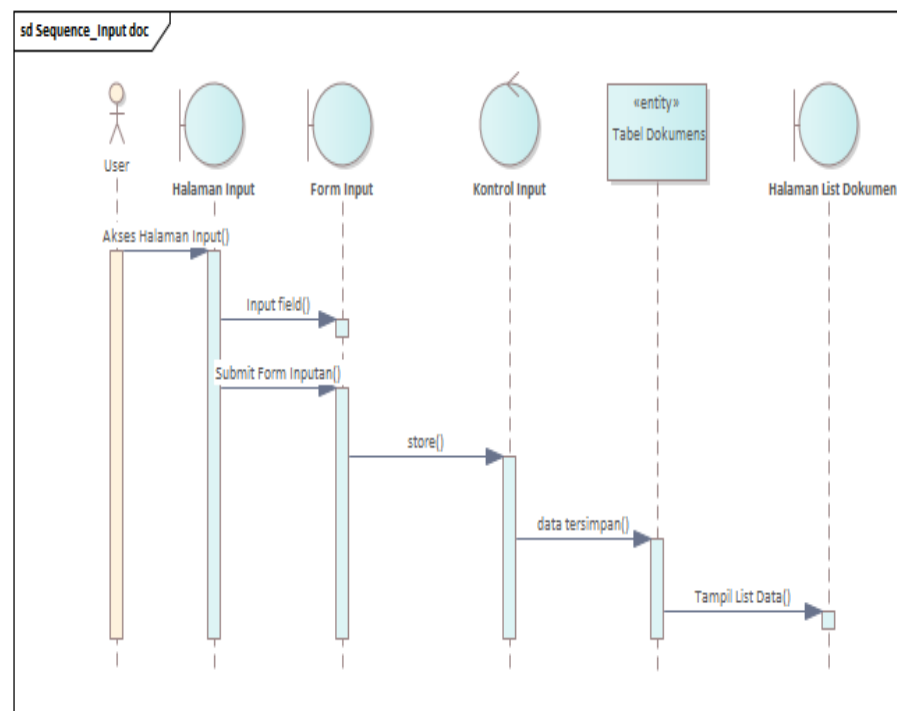 sd Sequence_Input doc
«entity»
Tabel Dokumens
User
Halaman Input
Form Input
Kontrol Input
Halaman List Dokumen
Akses Halaman Input()
Input field()
Submit Form Inputan()
store()
data tersimpan()
Tampil List Data()